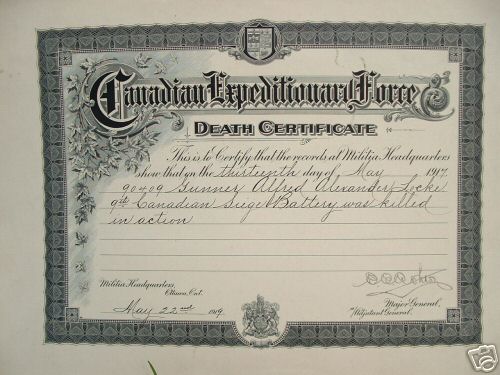 Canadian Expeditionary Force
DEATH CERTIFICATE
This is to Certify that the records at Militia Headquarters
show that on the thirteenth day of May 1917.
90409 Gunner Alfred Alexander Locke
9th Canadian Siege Battery was killed
in action
Militia Headquarters,
Ottawa, Ont.
May 22nd 1919
Major General,
Adjutant General.
ebY